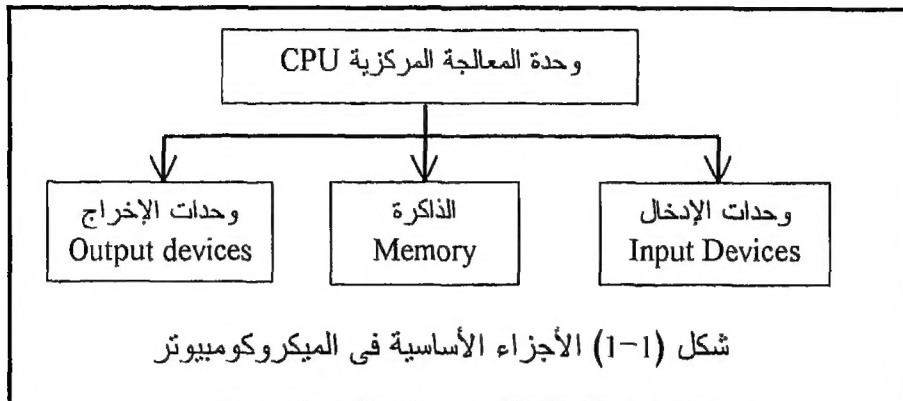 وحدة المعالجة المركزية CPU
وحدات الإدخال
Input Devices
الذاكرة
Memory
وحدات الإخراج
Output devices
شكل (1-1) الأجزاء الأساسية فى الميكروكومبيوتر